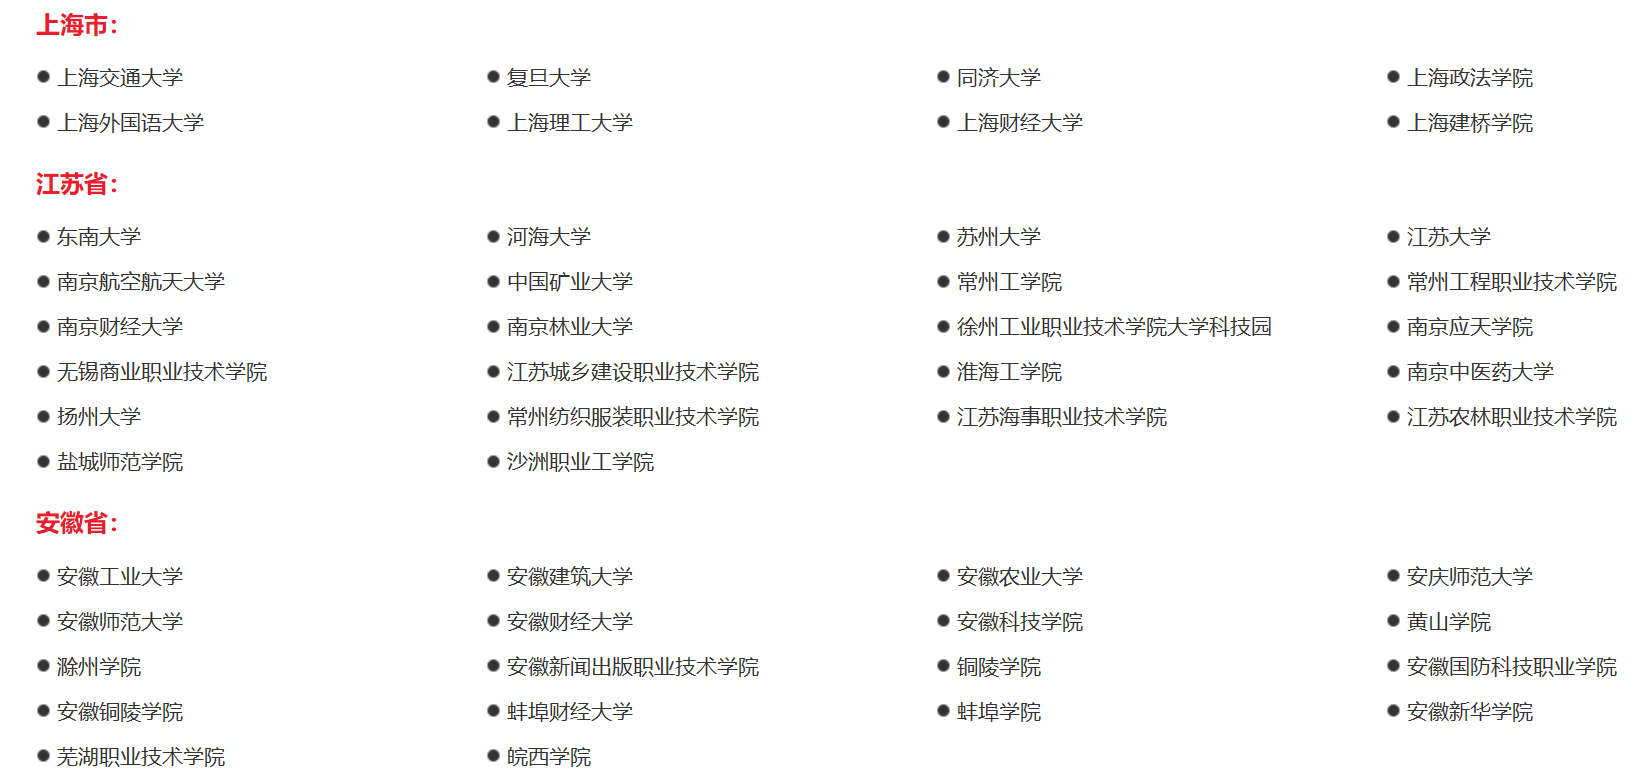 上海市：
上海交通大学 复旦大学 同济大学 上海政法学院
上海外国语大学 上海理工大学 上海财经大学 上海建桥学院
江苏省：
东南大学 河海大学 苏州大学 江苏大学
南京航空航天大学 中国矿业大学 常州工学院 常州工程职业技术学院
南京财经大学 南京林业大学 徐州工业职业技术学院大学科技园 南京应天学院
无锡商业职业技术学院 江苏城乡建设职业技术学院 淮海工学院 南京中医药大学
扬州大学 常州纺织服装职业技术学院 江苏海事职业技术学院 江苏农林职业技术学院
盐城师范学院 沙洲职业工学院
安徽省：
安徽工业大学 安徽建筑大学 安徽农业大学 安庆师范大学
安徽师范大学 安徽财经大学 安徽科技学院 黄山学院
滁州学院 安徽新闻出版职业技术学院 铜陵学院 安徽国防科技职业学院
安徽铜陵学院 蚌埠财经大学 蚌埠学院 安徽新华学院
芜湖职业技术学院 皖西学院